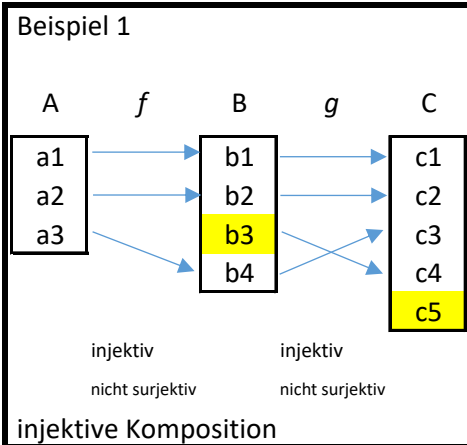 Beispiel 1
A f B g C
a1 b1 c1
a2 b2 c2
a3 b3 c3
b4 c4
c5
injektiv injektiv
nicht surjektiv nicht surjektiv
injektive Komposition